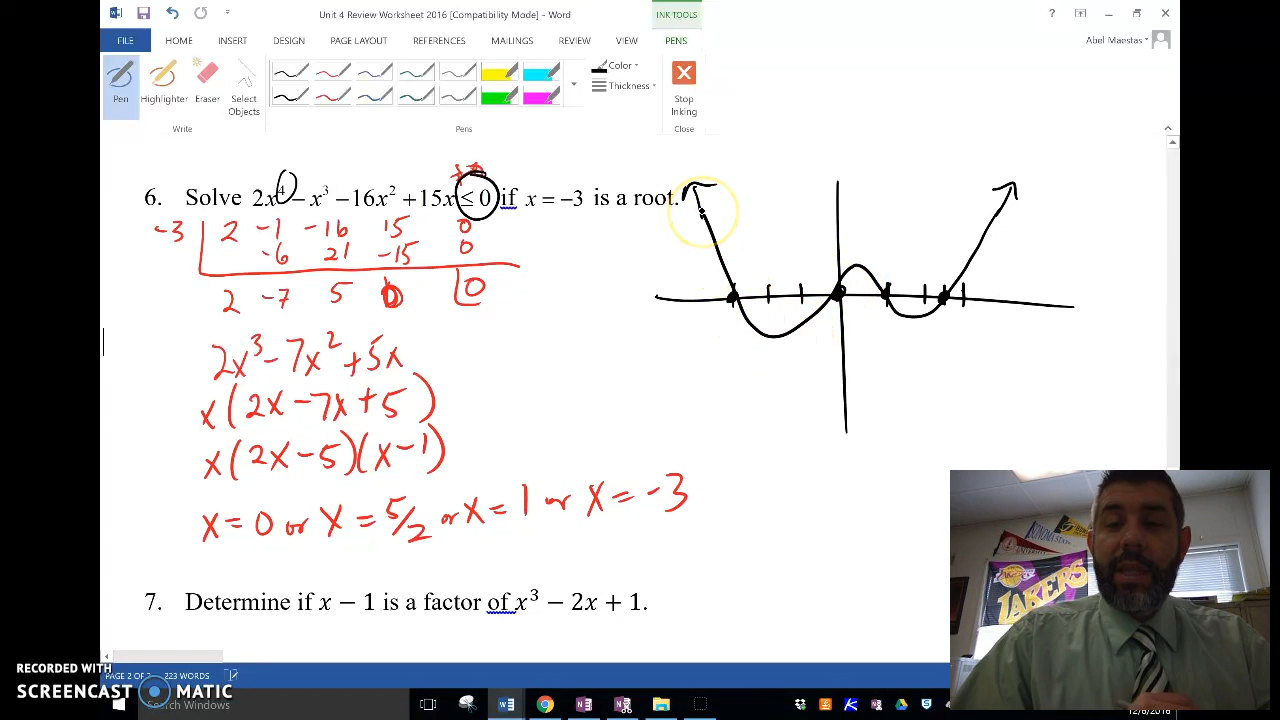 Unit 4 Review Worksheet 2016 [Compatibility Mode] - Word
INK TOOLS
FILE HOME INSERT DESIGN PAGE LAYOUT REFERENCES MAILINGS REVIEW VIEW PENS
Abel Maestas
Pen Highlighter Eraser Select Objects
Color
Thickness
Stop Inking
Write Pens Close
6. Solve 2x⁴ − x³ −16x² +15x ≤ 0 if x = −3 is a root.
-3 2 -1 -16 15 0
-6 21 -15 0
2 -7 5 0 0
2x³ - 7x² + 5x
x(2x - 7x + 5)
x(2x - 5)(x - 1)
x = 0 or x = 5/2 or x = 1 or x = -3
7. Determine if x − 1 is a factor of x³ − 2x + 1.
LAKERS
PAGE 2 OF 2 223 WORDS
RECORDED WITH
SCREENCAST MATIC
Search Windows